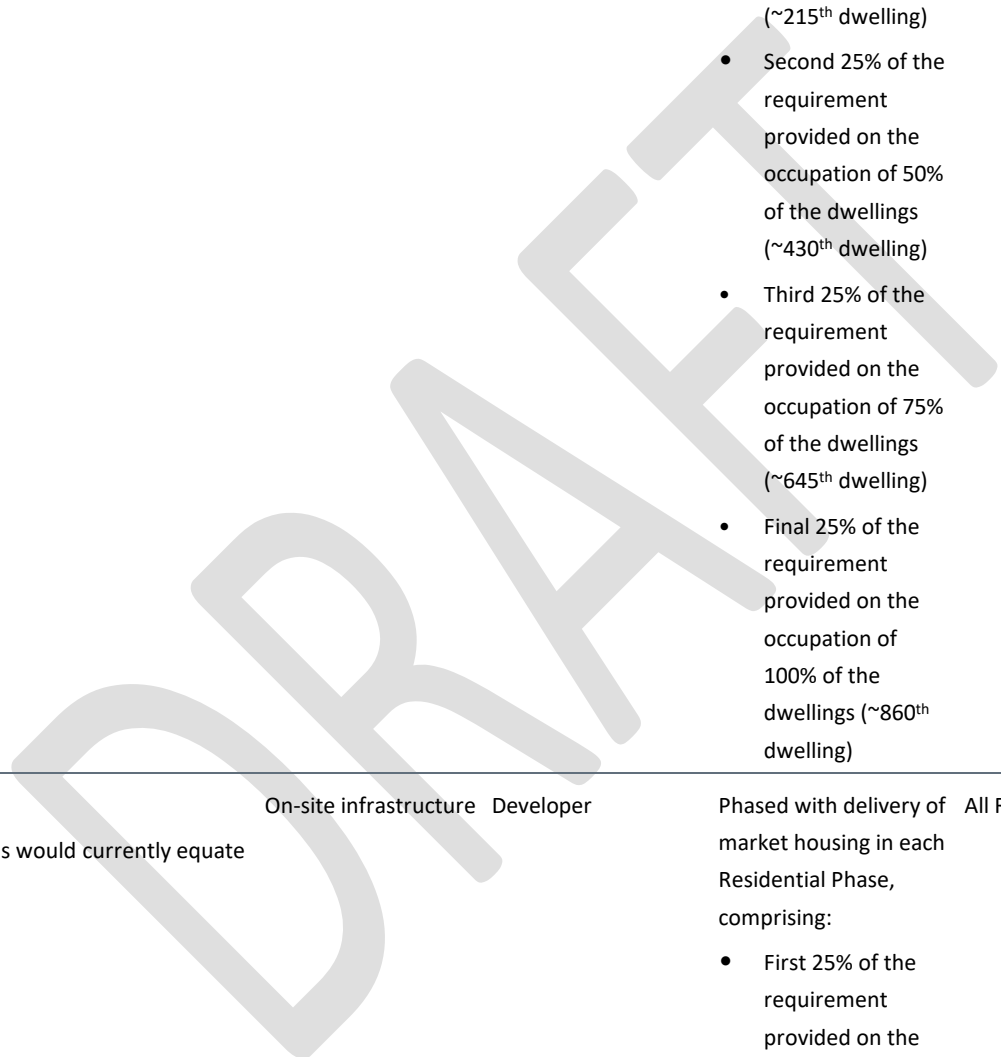 (~215th dwelling)
• Second 25% of the
requirement
provided on the
occupation of 50%
of the dwellings
(~430th dwelling)
• Third 25% of the
requirement
provided on the
occupation of 75%
of the dwellings
(~645th dwelling)
• Final 25% of the
requirement
provided on the
occupation of
100% of the
dwellings (~860th
dwelling)
s would currently equate
On-site infrastructure
Developer
Phased with delivery of
market housing in each
Residential Phase,
comprising:
• First 25% of the
requirement
provided on the
All
DRAFT